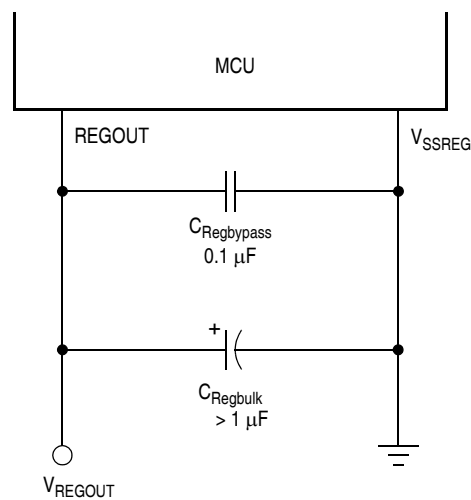 MCU
REGOUT
VSSREG
CRegbypass
0.1 µF
+
CRegbulk
> 1 µF
VREGOUT